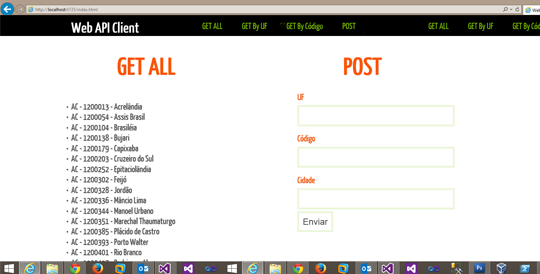 http://localhost:4725/index.html
Web API Client
GET ALL
GET By UF
GET By Código
POST
GET ALL
GET By UF
GET By Có
GET ALL
AC - 1200013 - Acrelândia
AC - 1200054 - Assis Brasil
AC - 1200104 - Brasiléia
AC - 1200138 - Bujari
AC - 1200179 - Capixaba
AC - 1200203 - Cruzeiro do Sul
AC - 1200252 - Epitaciolândia
AC - 1200302 - Feijó
AC - 1200328 - Jordão
AC - 1200336 - Mâncio Lima
AC - 1200344 - Manoel Urbano
AC - 1200351 - Marechal Thaumaturgo
AC - 1200385 - Plácido de Castro
AC - 1200393 - Porto Walter
AC - 1200401 - Rio Branco
POST
UF
Código
Cidade
Enviar